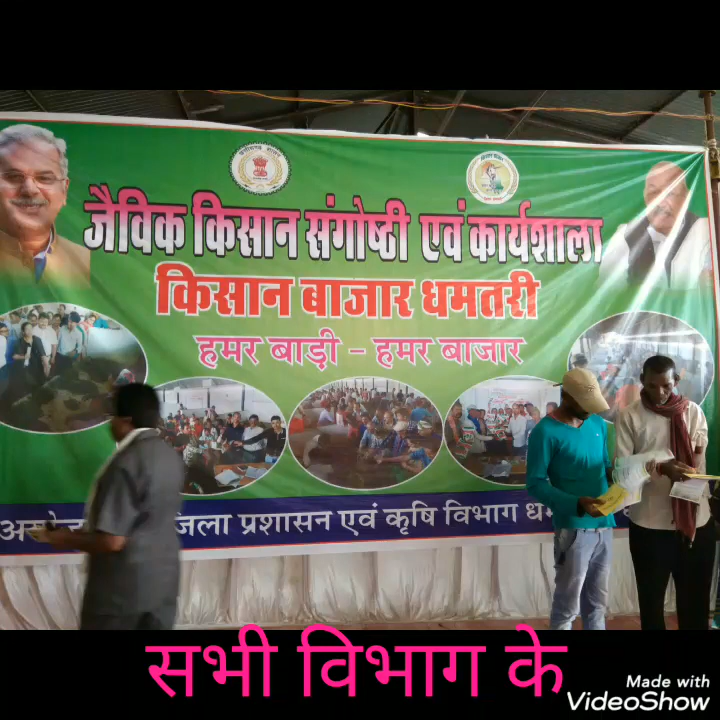 जैविक किसान संगोष्ठी एवं कार्यशाला
किसान बाजार धमतरी
हमर बाड़ी - हमर बाजार
जिला प्रशासन एवं कृषि विभाग
सभी विभाग के
Made with
VideoShow